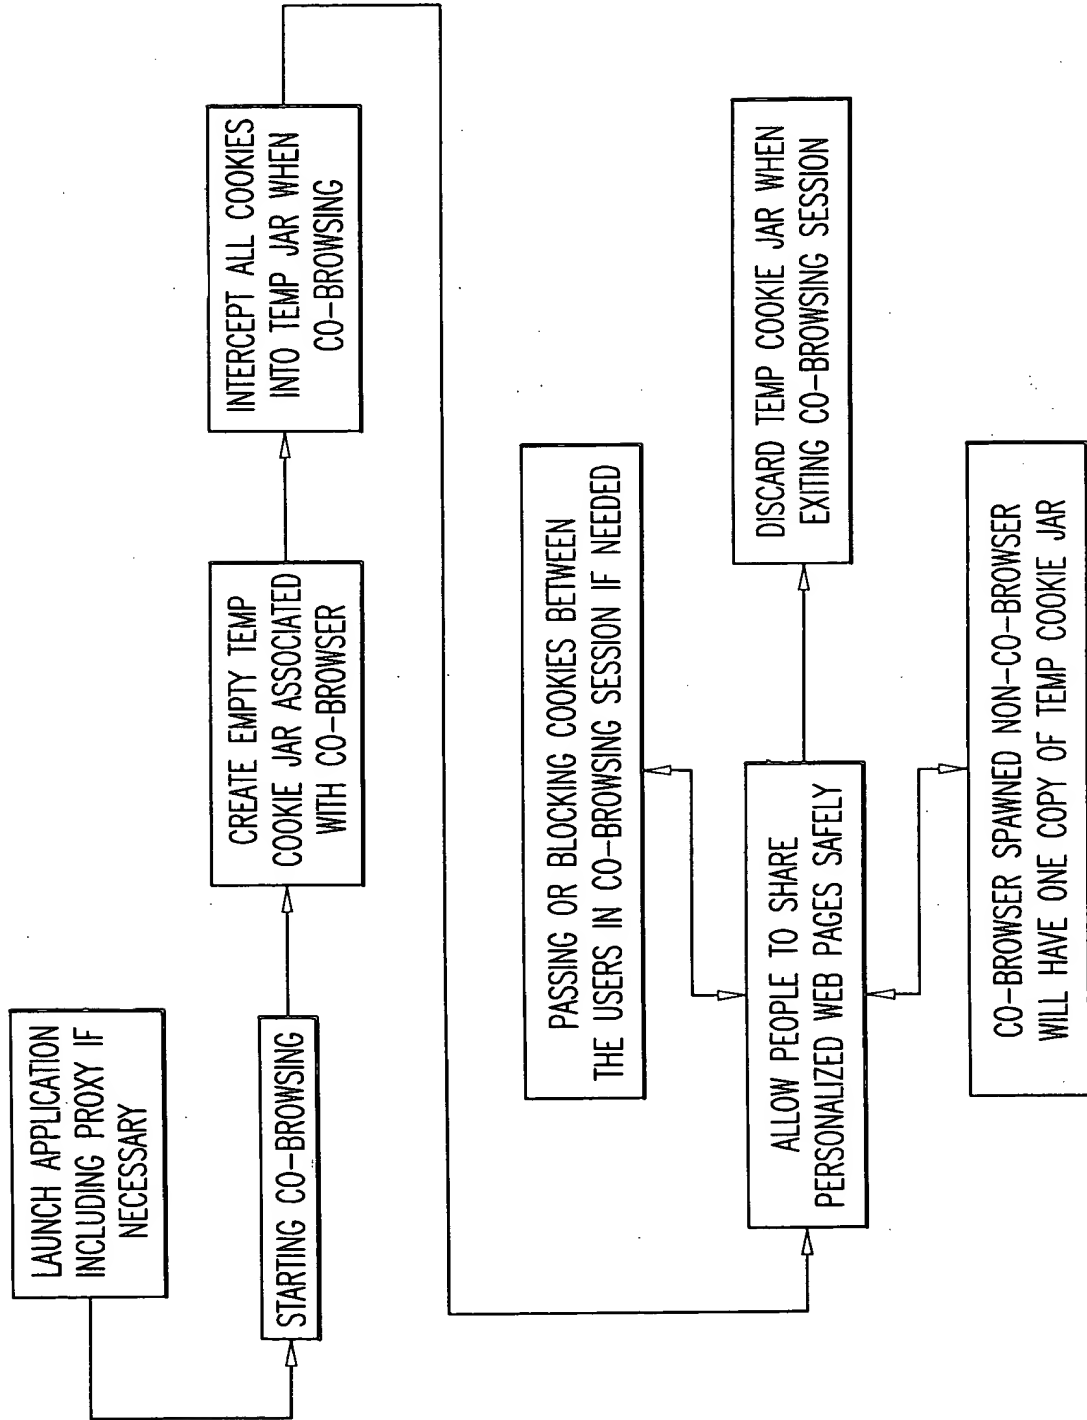 LAUNCH APPLICATION
INCLUDING PROXY IF
NECESSARY
STARTING CO-BROWSING
CREATE EMPTY TEMP
COOKIE JAR ASSOCIATED
WITH CO-BROWSER
INTERCEPT ALL COOKIES
INTO TEMP JAR WHEN
CO-BROWSING
PASSING OR BLOCKING COOKIES BETWEEN
THE USERS IN CO-BROWSING SESSION IF NEEDED
ALLOW PEOPLE TO SHARE
PERSONALIZED WEB PAGES SAFELY
DISCARD TEMP COOKIE JAR WHEN
EXITING CO-BROWSING SESSION
CO-BROWSER SPAWNED NON-CO-BROWSER
WILL HAVE ONE COPY OF TEMP COOKIE JAR